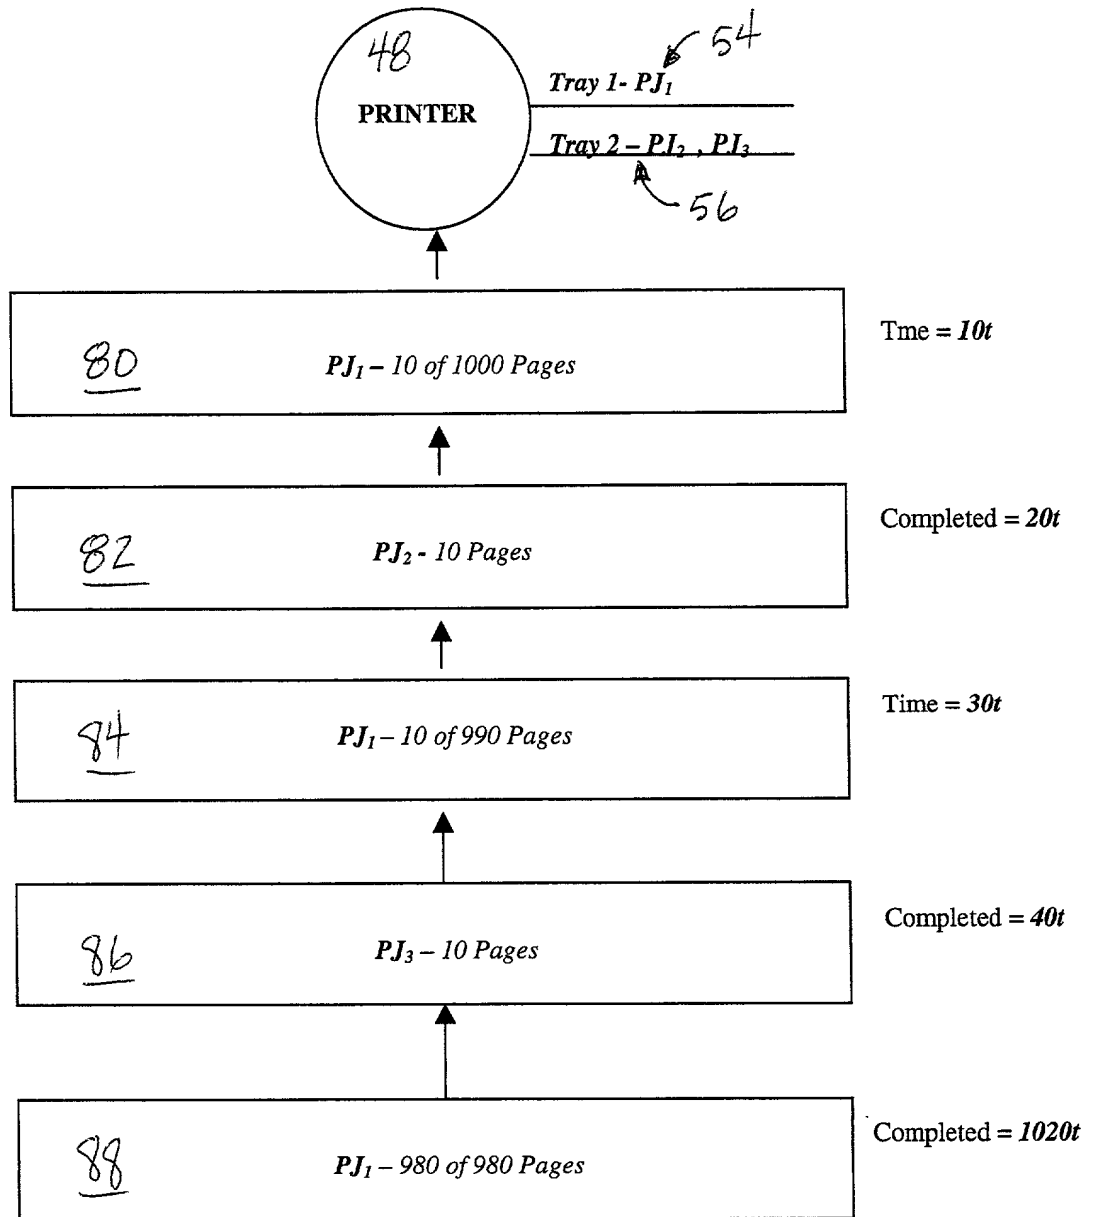 48
54
Tray 1- PJ1
PRINTER
Tray 2 – PJ2 , PJ3
56
Tme = 10t
80
PJ1 – 10 of 1000 Pages
Completed = 20t
82
PJ2 - 10 Pages
Time = 30t
84
PJ1 – 10 of 990 Pages
Completed = 40t
86
PJ3 – 10 Pages
Completed = 1020t
88
PJ1 – 980 of 980 Pages